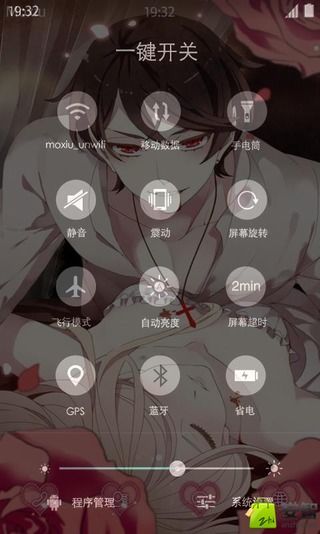 19:32
19:32
一键开关
moxiu_unwifi
移动数据
手电筒
静音
震动
屏幕旋转
飞行模式
自动亮度
2min
屏幕超时
GPS
蓝牙
省电
程序管理